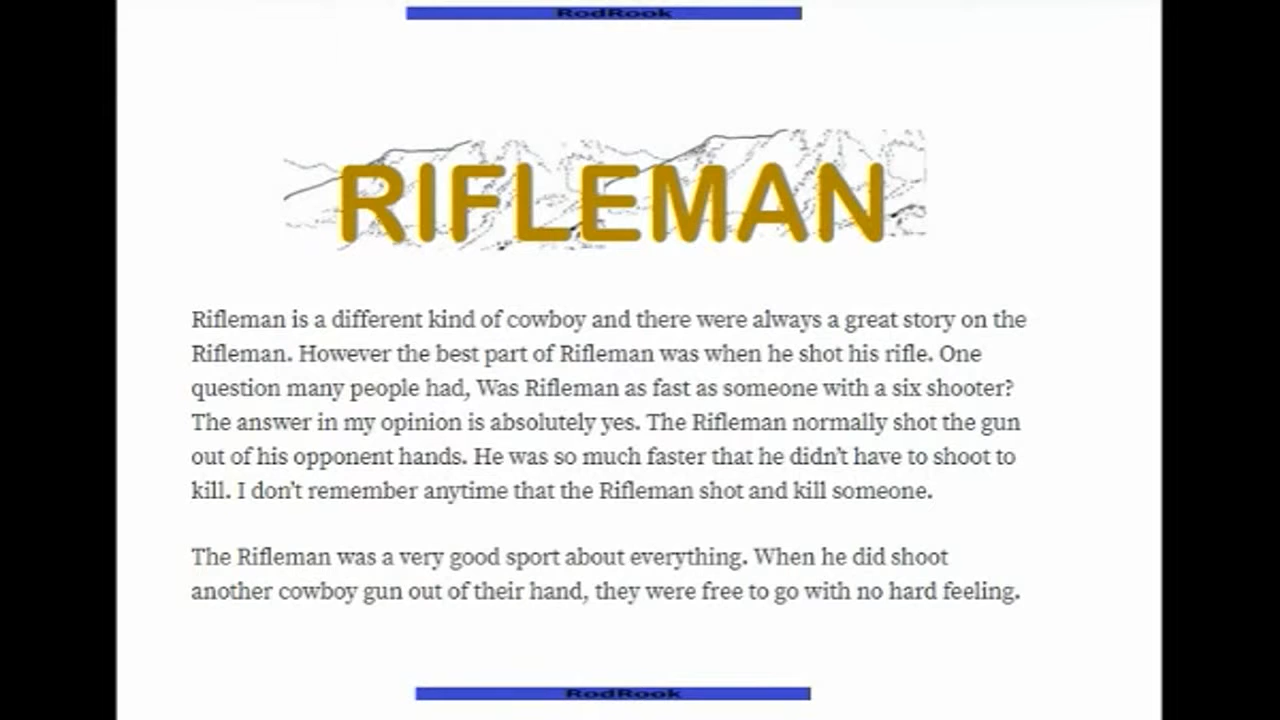 RodRook
RIFLEMAN
Rifleman is a different kind of cowboy and there were always a great story on the
Rifleman. However the best part of Rifleman was when he shot his rifle. One
question many people had, Was Rifleman as fast as someone with a six shooter?
The answer in my opinion is absolutely yes. The Rifleman normally shot the gun
out of his opponent hands. He was so much faster that he didn't have to shoot to
kill. I don't remember anytime that the Rifleman shot and kill someone.
The Rifleman was a very good sport about everything. When he did shoot
another cowboy gun out of their hand, they were free to go with no hard feeling.
RodRook